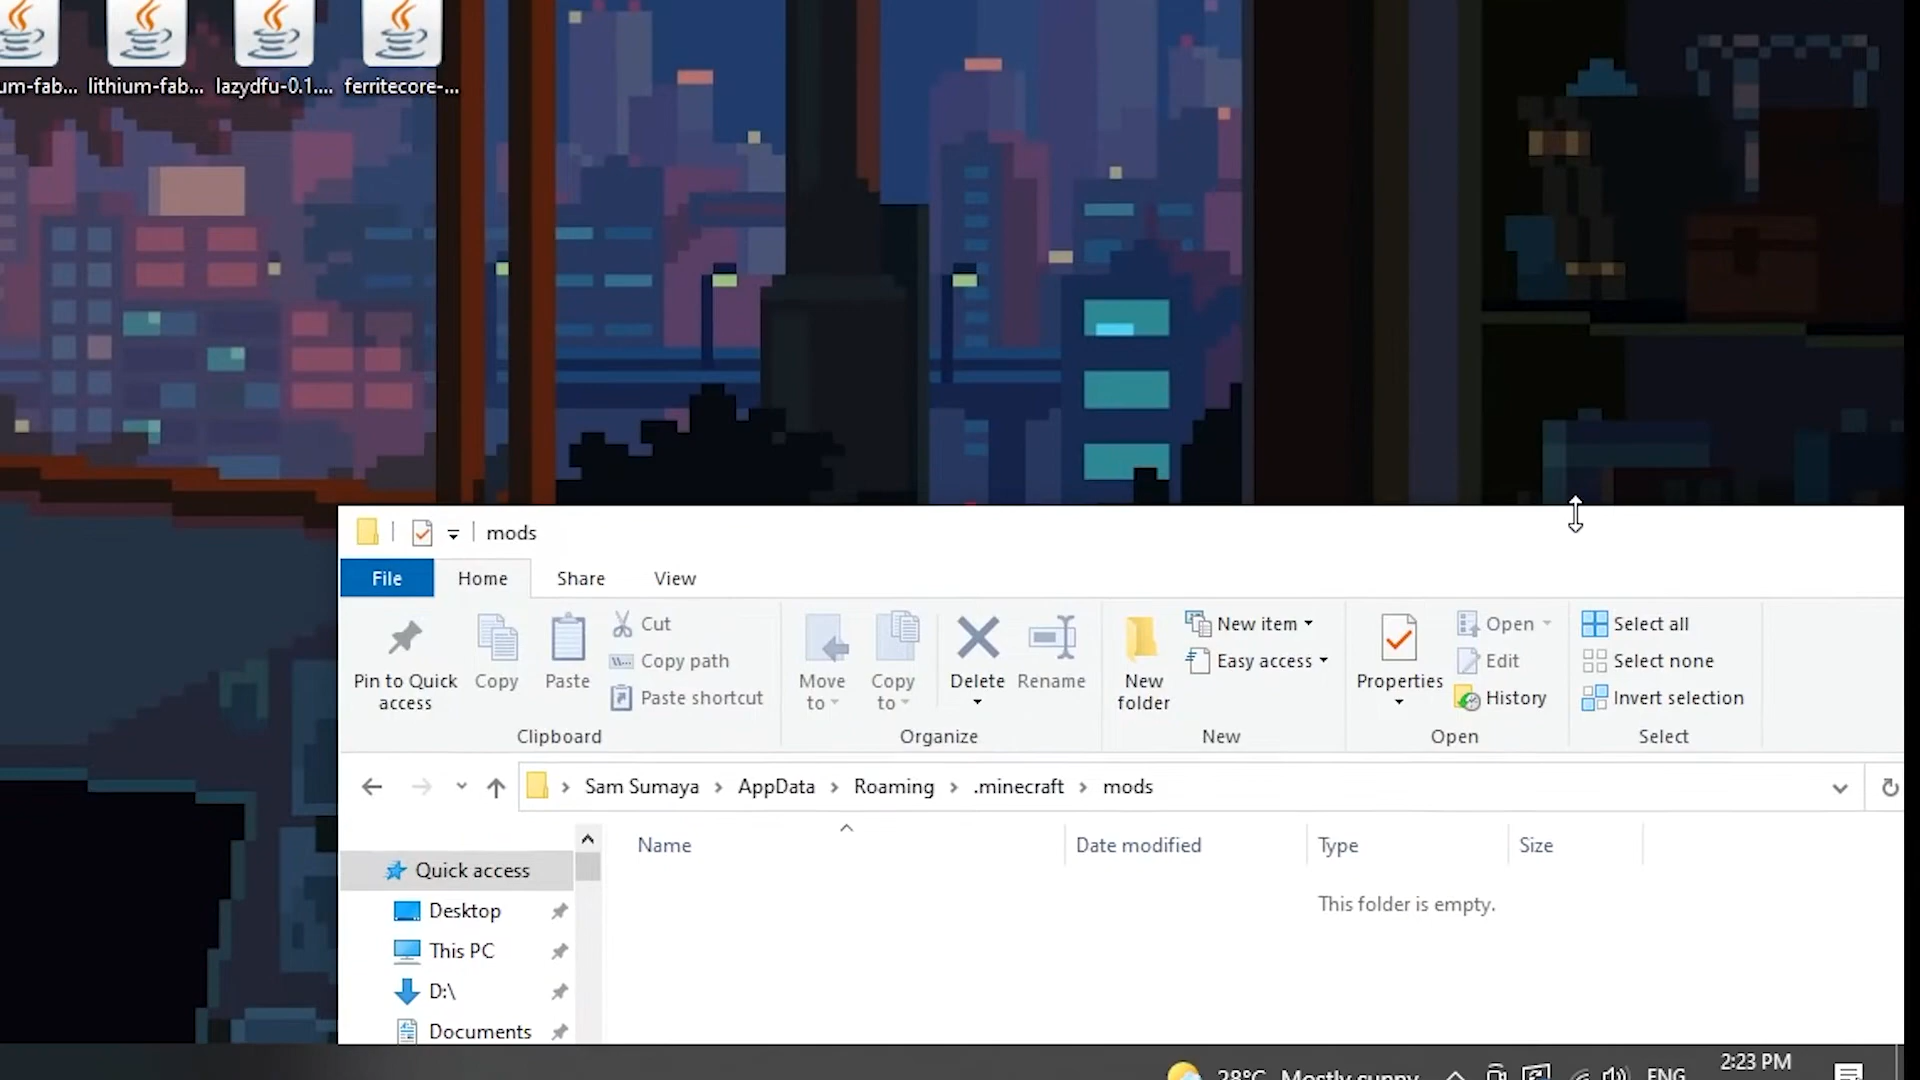 um-fab... lithium-fab... lazydfu-0.1.... ferritecore-...
mods
File Home Share View
Pin to Quick access
Copy
Paste
Cut
Copy path
Paste shortcut
Clipboard
Move to
Copy to
Delete
Rename
Organize
New folder
New item
Easy access
New
Properties
Open
Edit
History
Open
Select all
Select none
Invert selection
Select
Sam Sumaya > AppData > Roaming > .minecraft > mods
Name Date modified Type Size
This folder is empty.
Quick access
Desktop
This PC
D:\
Documents
28°C Mostly sunny ENG 2:23 PM